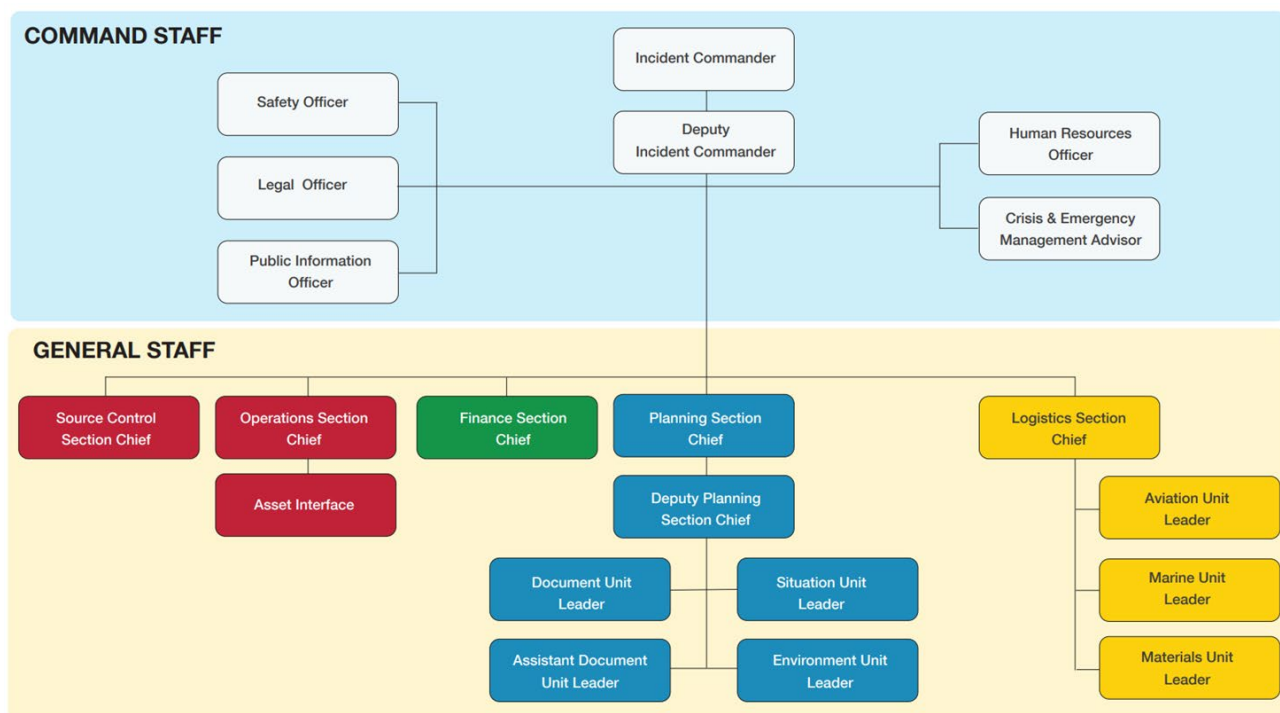 COMMAND STAFF
Incident Commander
Safety Officer
Deputy
Incident Commander
Human Resources
Officer
Legal Officer
Crisis & Emergency
Management Advisor
Public Information
Officer
GENERAL STAFF
Source Control
Section Chief
Operations Section
Chief
Finance Section
Chief
Planning Section
Chief
Logistics Section
Chief
Asset Interface
Deputy Planning
Section Chief
Aviation Unit
Leader
Document Unit
Leader
Situation Unit
Leader
Marine Unit
Leader
Assistant Document
Unit Leader
Environment Unit
Leader
Materials Unit
Leader